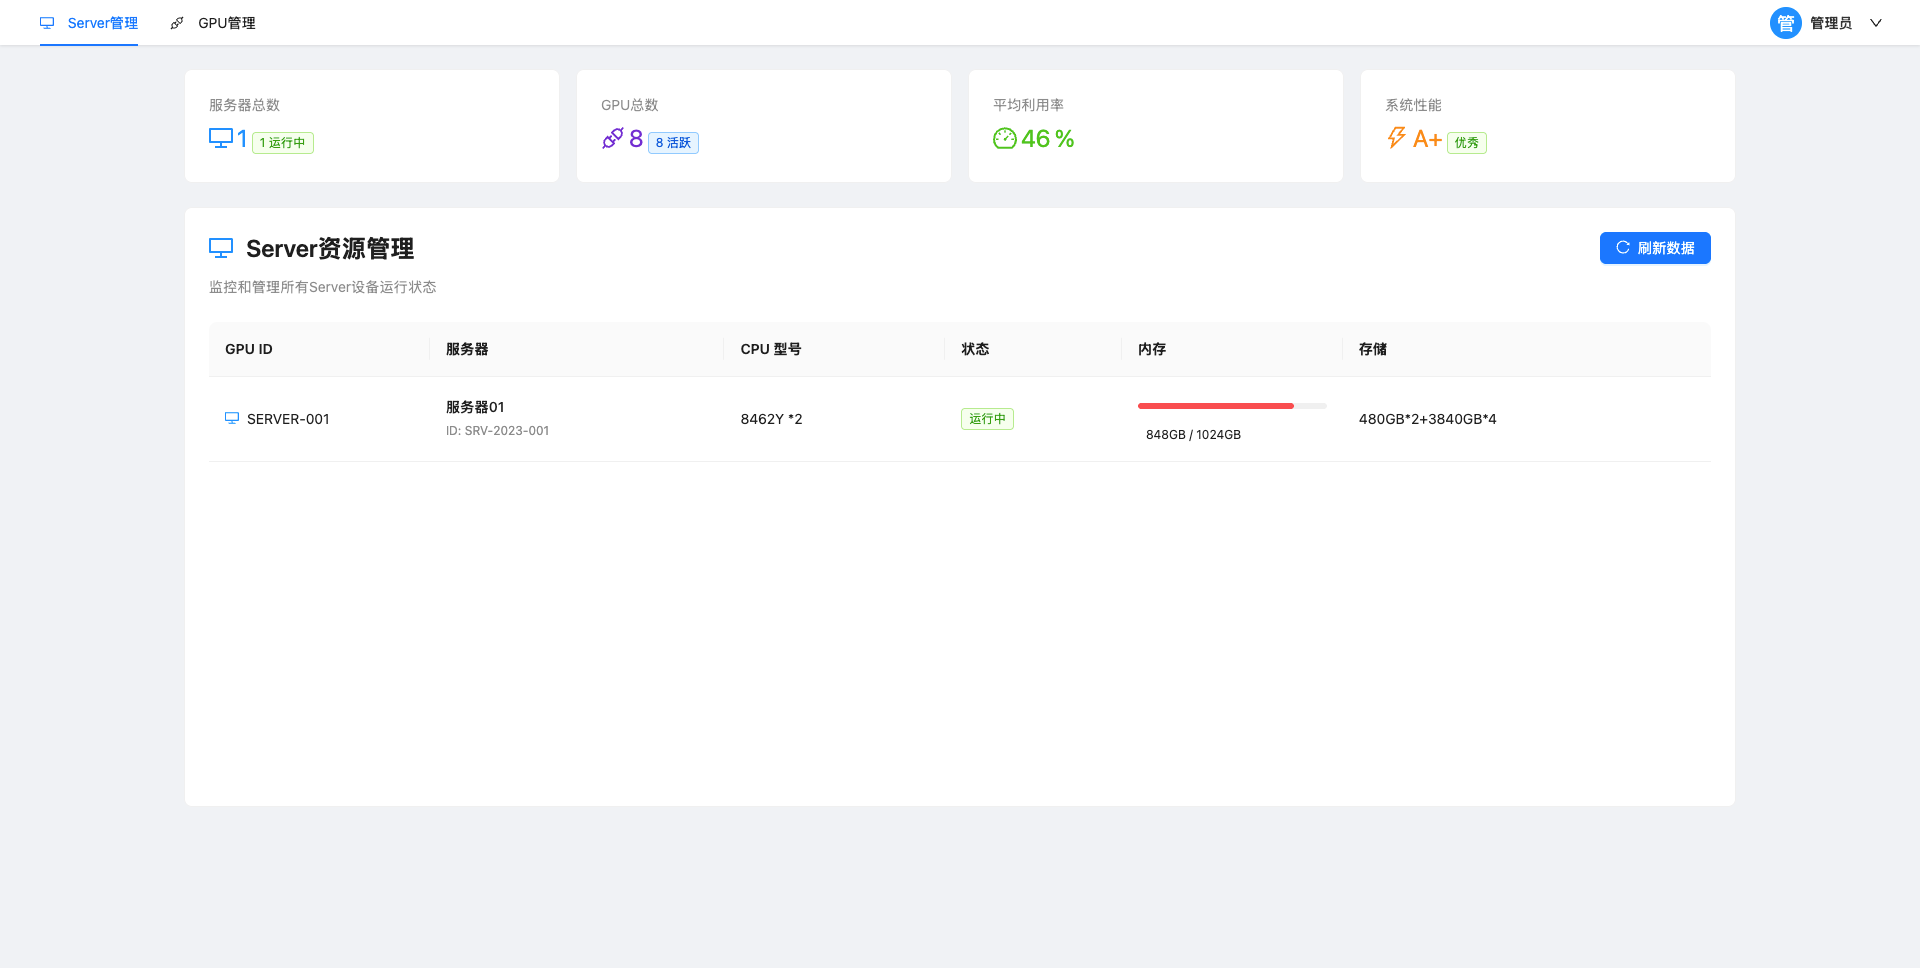 Server管理 GPU管理 管 管理员
服务器总数 GPU总数 平均利用率 系统性能
1 1 运行中 8 8 活跃 46 % A+ 优秀
Server资源管理 刷新数据
监控和管理所有Server设备运行状态
GPU ID 服务器 CPU 型号 状态 内存 存储
SERVER-001 服务器01 8462Y *2 运行中 480GB*2+3840GB*4
ID: SRV-2023-001 848GB / 1024GB